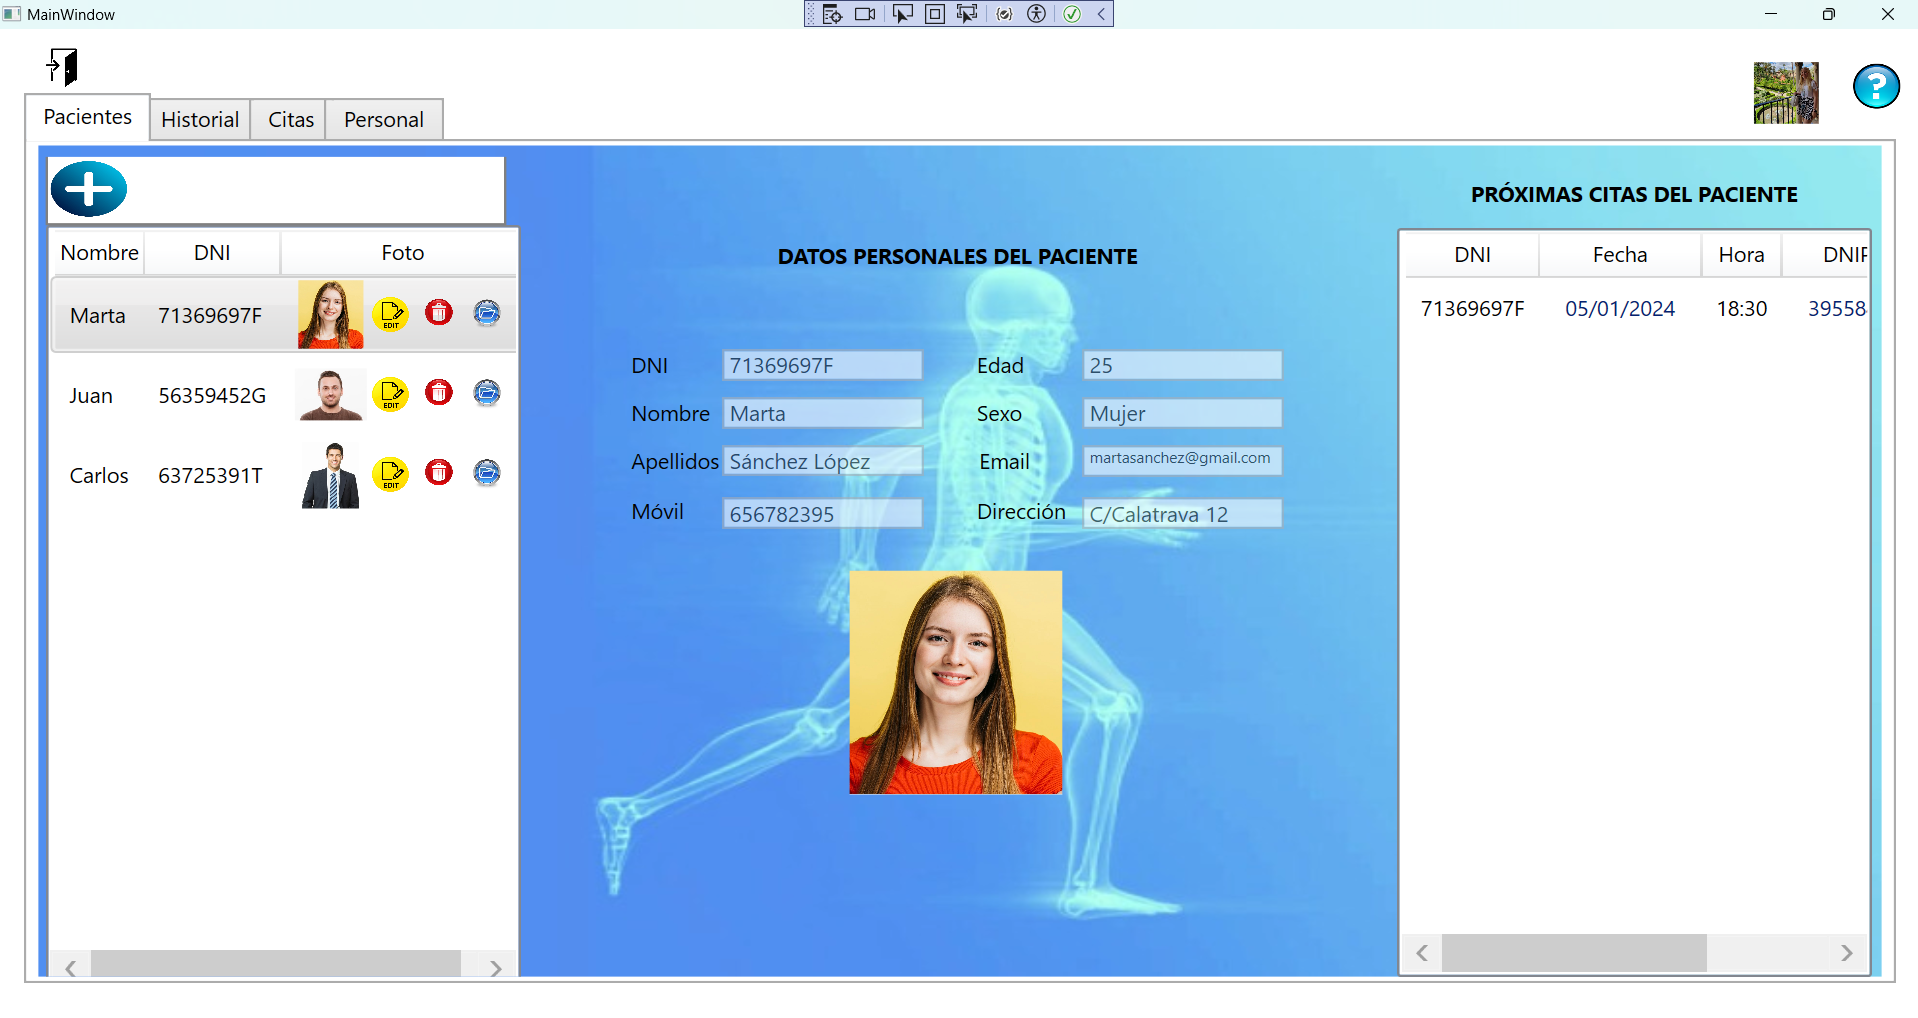 MainWindow
Pacientes Historial Citas Personal
?
Nombre DNI Foto
Marta 71369697F EDIT
Juan 56359452G EDIT
Carlos 63725391T EDIT
DATOS PERSONALES DEL PACIENTE
DNI 71369697F Edad 25
Nombre Marta Sexo Mujer
Apellidos Sánchez López Email martasanchez@gmail.com
Móvil 656782395 Dirección C/Calatrava 12
PRÓXIMAS CITAS DEL PACIENTE
DNI Fecha Hora
71369697F 05/01/2024 18:30 39558